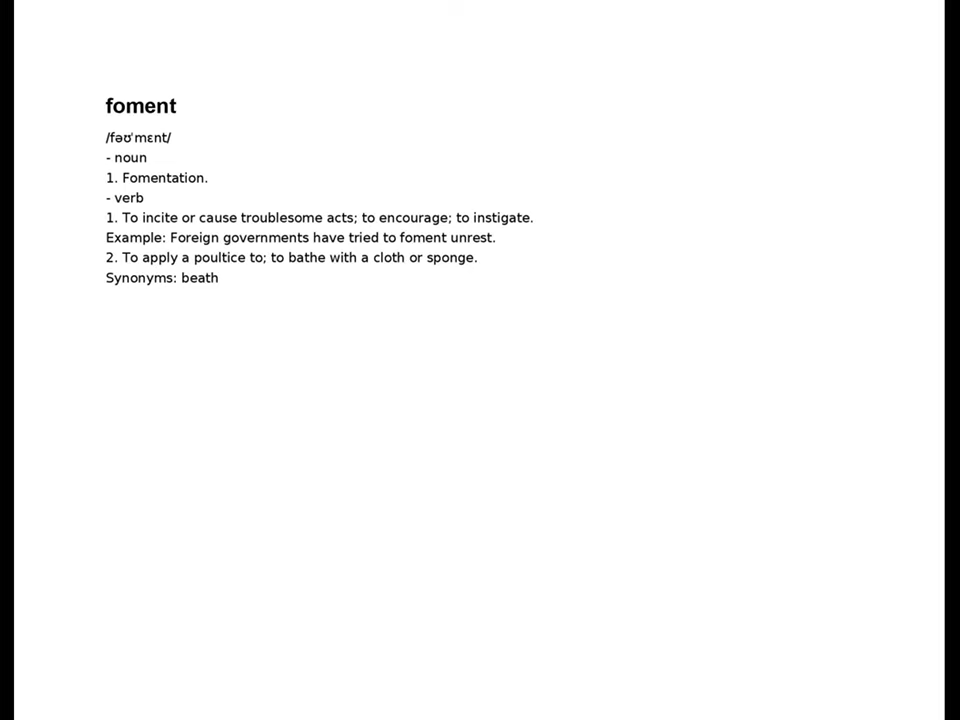 foment
/fəʊˈmɛnt/
- noun
1. Fomentation.
- verb
1. To incite or cause troublesome acts; to encourage; to instigate.
Example: Foreign governments have tried to foment unrest.
2. To apply a poultice to; to bathe with a cloth or sponge.
Synonyms: beath